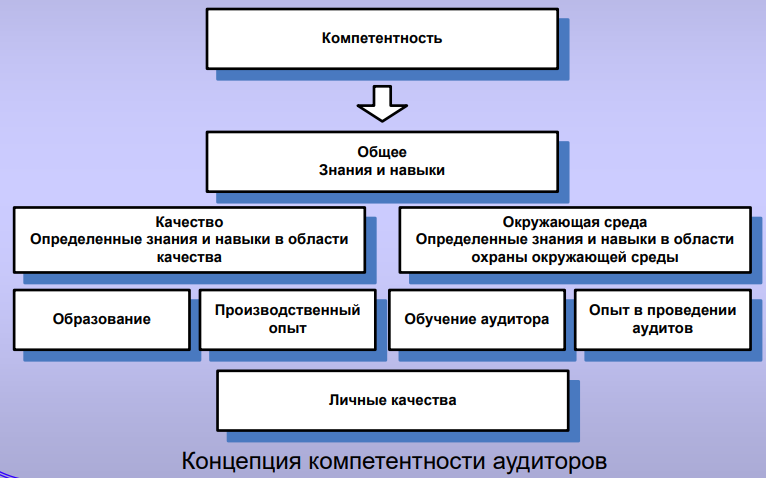 Компетентность
Общее
Знания и навыки
Качество
Определенные знания и навыки в области
качества
Окружающая среда
Определенные знания и навыки в области
охраны окружающей среды
Образование
Производственный
опыт
Обучение аудитора
Опыт в проведении
аудитов
Личные качества
Концепция компетентности аудиторов